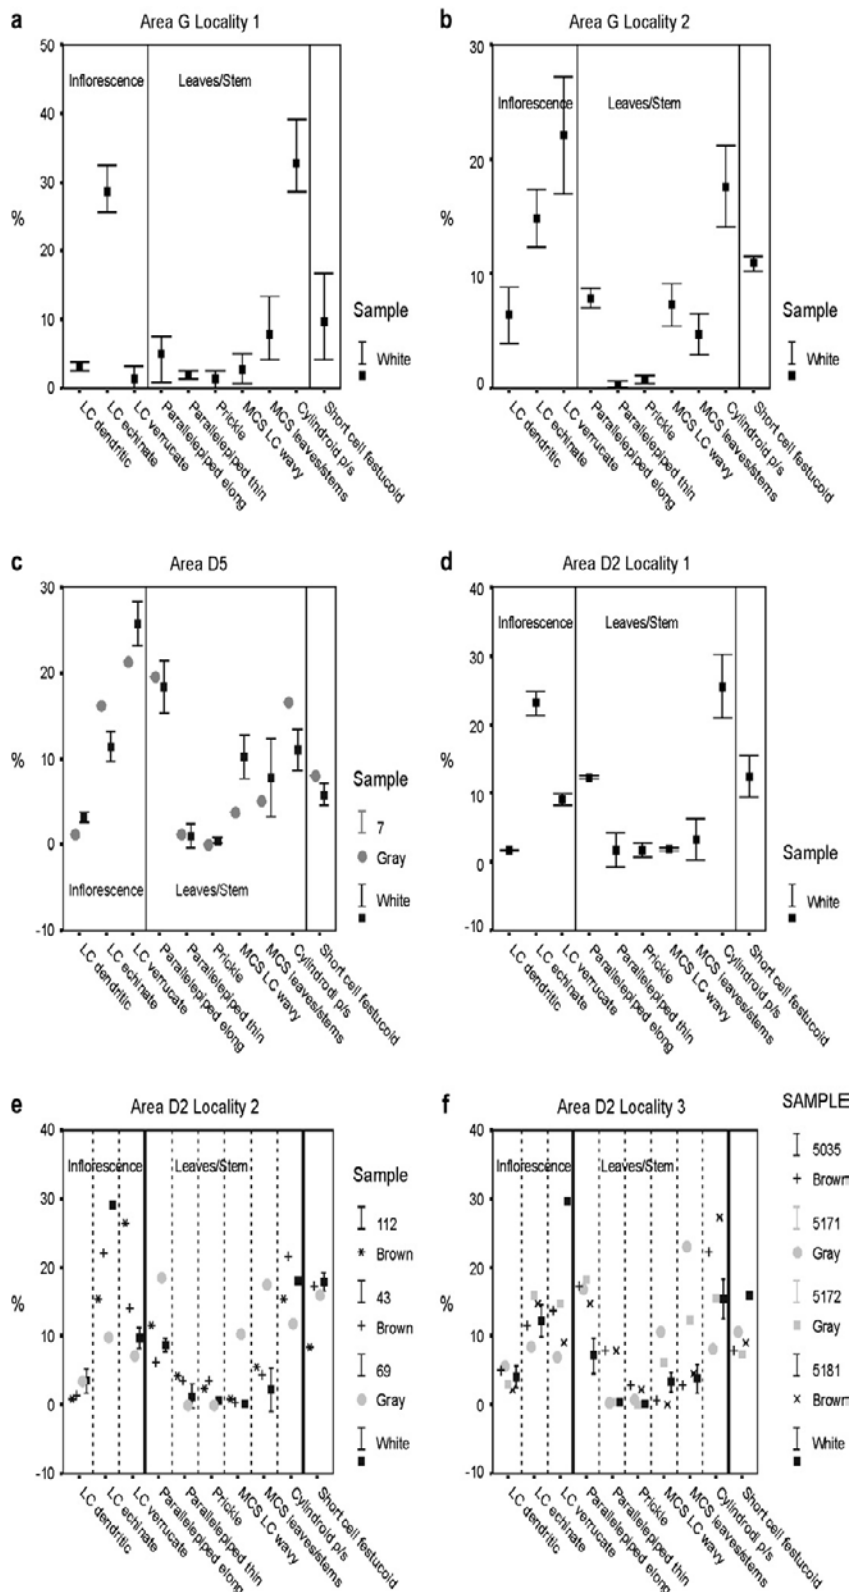 a
Area G Locality 1
50
40
30
%
20
10
0
Inflorescence
Leaves/Stem
Sample
White
LC dendritic
LC echinate
LC verrucate
Parallelepiped elong
Parallelepiped thin
Prickle
MCS LC wavy
MCS leaves/stems
Cylindroid p/s
Short cell festucoid
b
Area G Locality 2
30
20
%
10
0
Inflorescence
Leaves/Stem
Sample
White
LC dendritic
LC echinate
LC verrucate
Parallelepiped elong
Parallelepiped thin
Prickle
MCS LC wavy
MCS leaves/stems
Cylindroid p/s
Short cell festucoid
c
Area D5
30
20
%
10
0
-10
Inflorescence
Leaves/Stem
Sample
7
Gray
White
LC dendritic
LC echinate
LC verrucate
Parallelepiped elong
Parallelepiped thin
Prickle
MCS LC wavy
MCS leaves/stems
Cylindrodi p/s
Short cell festucoid
d
Area D2 Locality 1
40
30
20
%
10
0
-10
Inflorescence
Leaves/Stem
Sample
White
LC dendritic
LC echinate
LC verrucate
Parallelepiped elong
Parallelepiped thin
Prickle
MCS LC wavy
MCS leaves/stems
Cylindroid p/s
Short cell festucoid
e
Area D2 Locality 2
40
30
20
%
10
0
-10
Inflorescence
Leaves/Stem
Sample
112
Brown
43
Brown
69
Gray
White
LC dendritic
LC echinate
LC verrucate
Parallelepiped elong
Parallelepiped thin
Prickle
MCS LC wavy
MCS leaves/stems
Cylindroid p/s
Short cell festucoid
f
Area D2 Locality 3
40
30
20
%
10
0
-10
Inflorescence
Leaves/Stem
SAMPLE
5035
Brown
5171
Gray
5172
Gray
5181
Brown
White
LC dendritic
LC echinate
LC verrucate
Parallelepiped elong
Parallelepiped thin
Prickle
MCS LC wavy
MCS leaves/stems
Cylindrodi p/s
Short cell festucoid